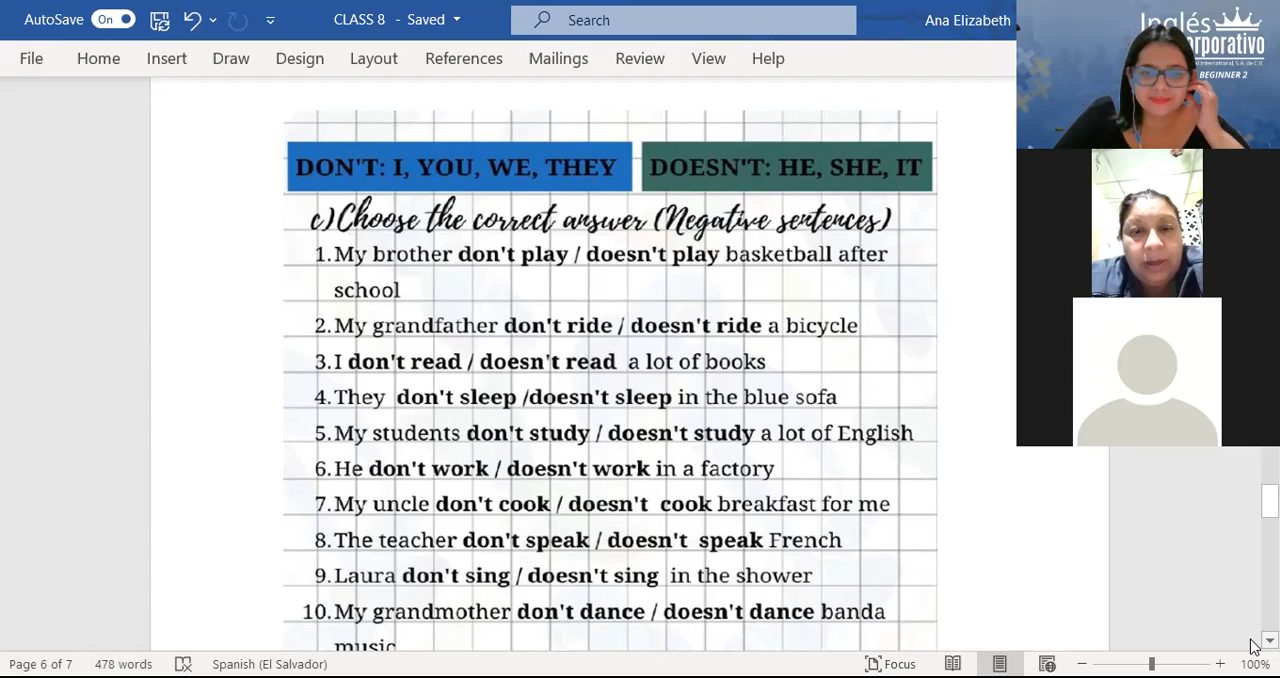 AutoSave On CLASS 8 - Saved Search Ana Elizabeth
File Home Insert Draw Design Layout References Mailings Review View Help
Inglés
corporativo
BEGINNER 2
DON'T: I, YOU, WE, THEY DOESN'T: HE, SHE, IT
c)Choose the correct answer (Negative sentences)
1.My brother don't play / doesn't play basketball after
school
2.My grandfather don't ride / doesn't ride a bicycle
3.I don't read / doesn't read a lot of books
4.They don't sleep /doesn't sleep in the blue sofa
5.My students don't study / doesn't study a lot of English
6.He don't work / doesn't work in a factory
7.My uncle don't cook / doesn't cook breakfast for me
8.The teacher don't speak / doesn't speak French
9.Laura don't sing / doesn't sing in the shower
10.My grandmother don't dance / doesn't dance banda
music
Page 6 of 7 478 words Spanish (El Salvador) Focus 100%